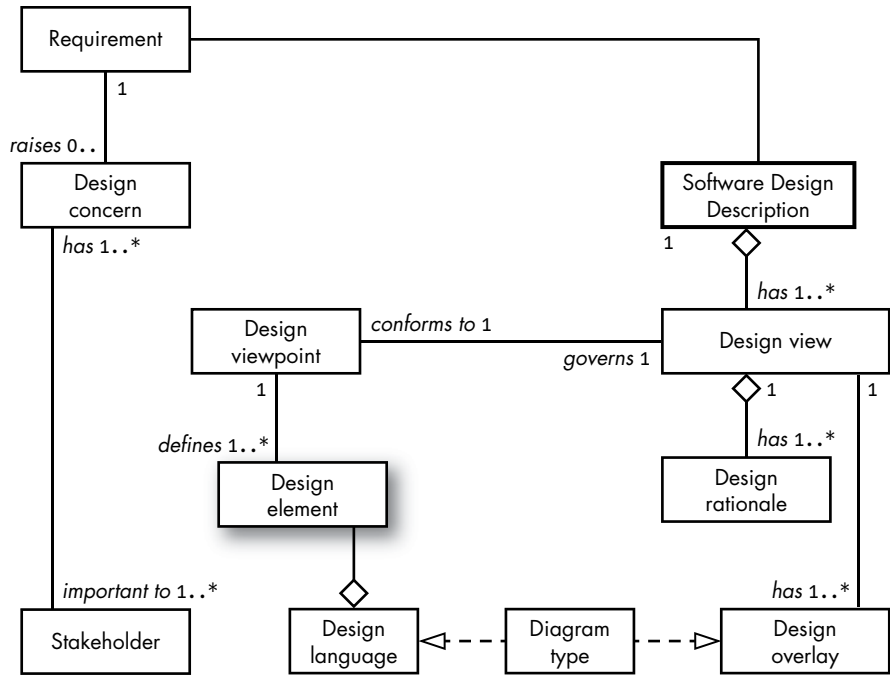 Requirement
1
raises 0..
Design
concern
has 1..*
Software Design
Description
1
has 1..*
Design
viewpoint
conforms to 1
governs 1
Design view
1
1
1
defines 1..*
has 1..*
Design
element
Design
rationale
important to 1..*
has 1..*
Stakeholder
Design
language
Diagram
type
Design
overlay